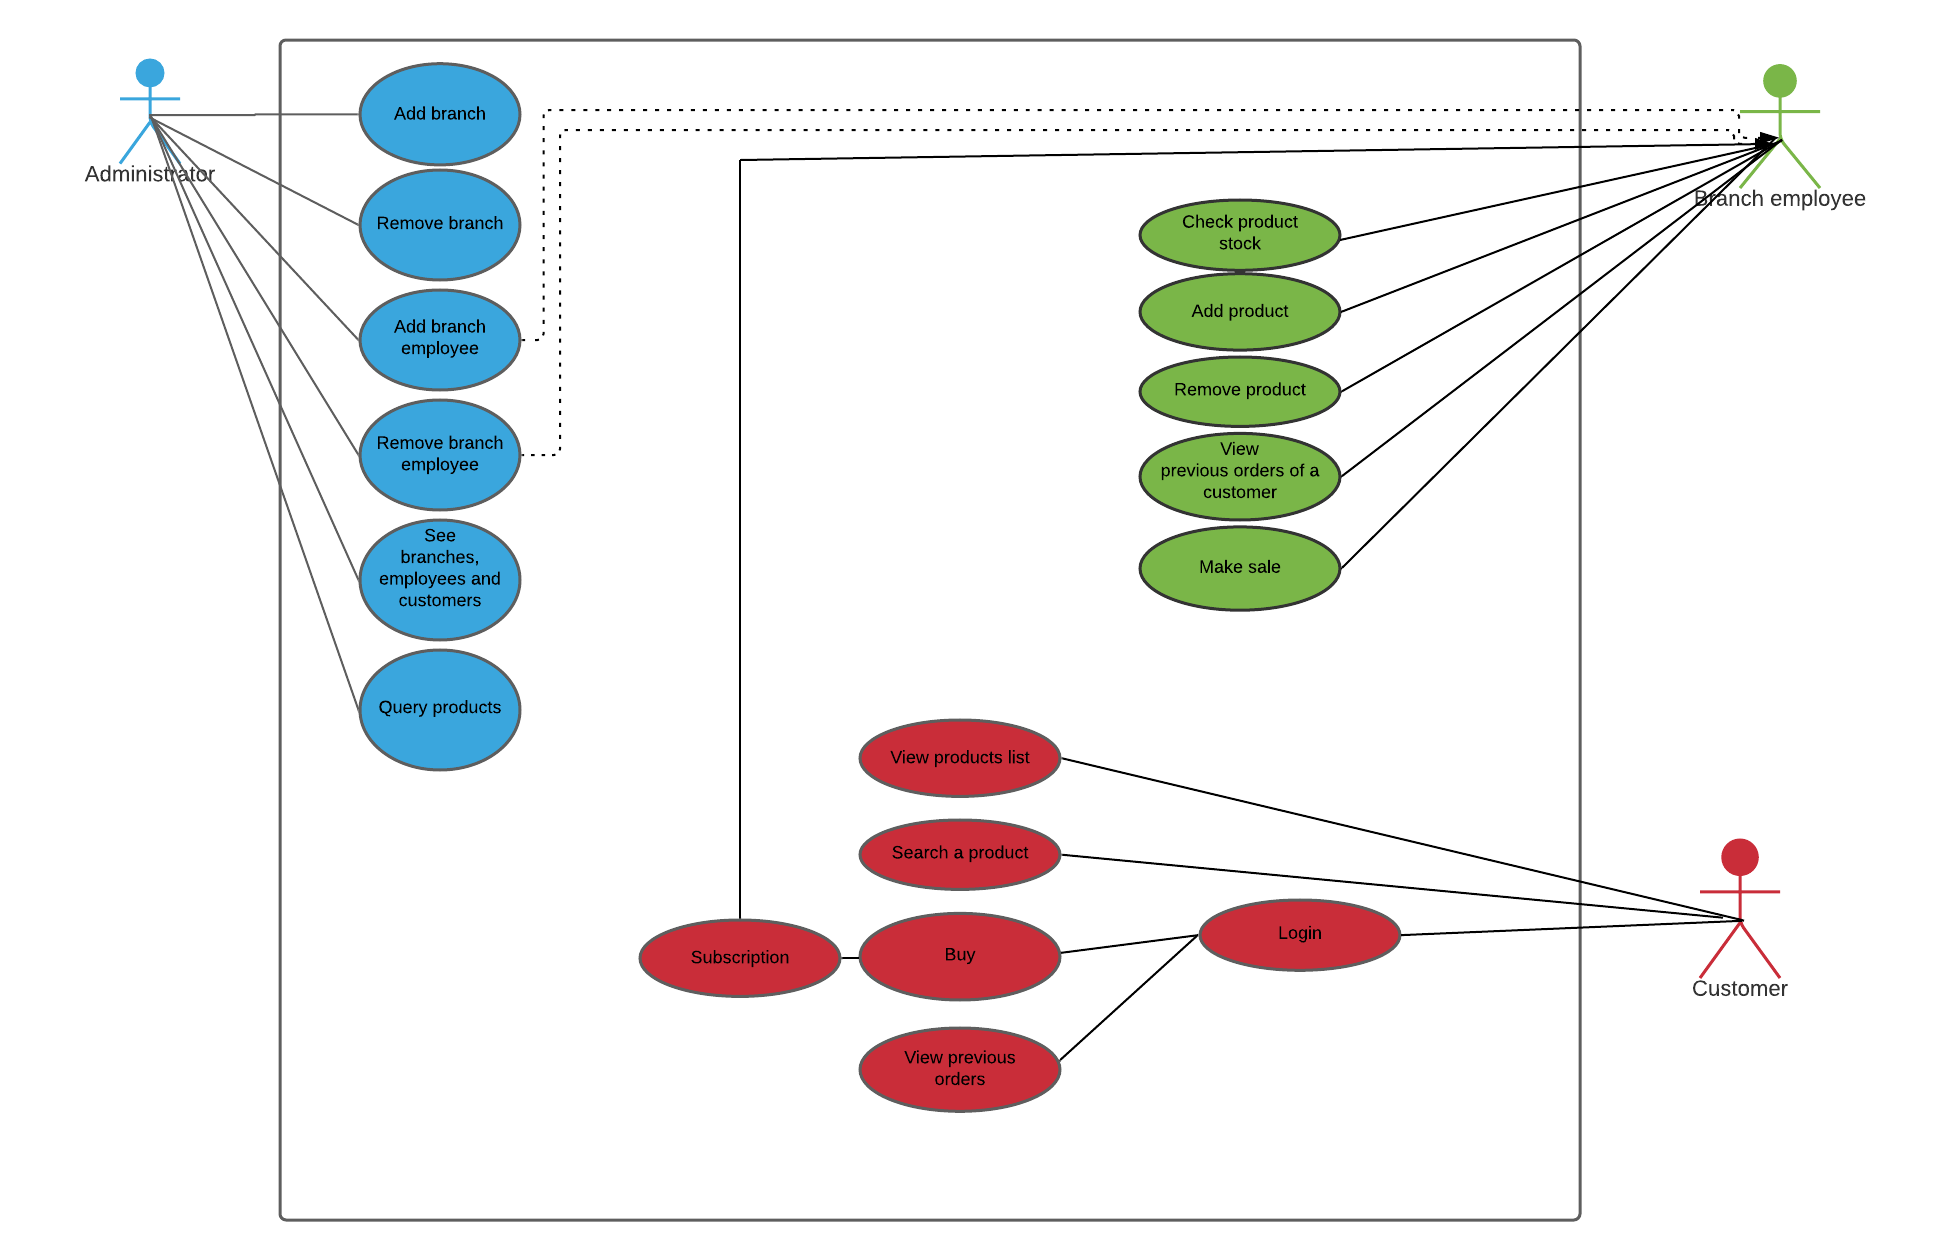 Administrator
Add branch
Remove branch
Add branch
employee
Remove branch
employee
See
branches,
employees and
customers
Query products
Branch employee
Check product
stock
Add product
Remove product
View
previous orders of a
customer
Make sale
View products list
Search a product
Subscription
Buy
Login
View previous
orders
Customer